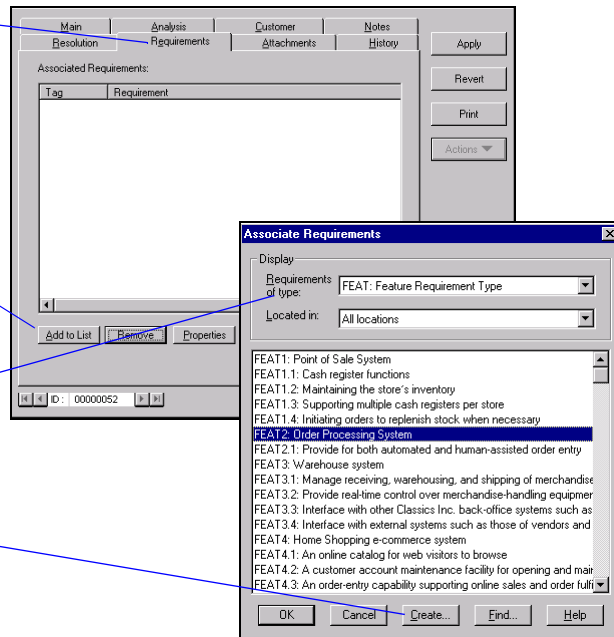 Main Analysis Customer Notes
Resolution Requirements Attachments History
Apply
Associated Requirements:
Revert
Tag Requirement
Print
Actions
Associate Requirements
Display
Requirements of type: FEAT: Feature Requirement Type
Located in: All locations
Add to List Remove Properties
FEAT1: Point of Sale System
FEAT1.1: Cash register functions
FEAT1.2: Maintaining the store's inventory
ID: 00000052
FEAT1.3: Supporting multiple cash registers per store
FEAT1.4: Initiating orders to replenish stock when necessary
FEAT2: Order Processing System
FEAT2.1: Provide for both automated and human-assisted order entry
FEAT3: Warehouse system
FEAT3.1: Manage receiving, warehousing, and shipping of merchandise
FEAT3.2: Provide real-time control over merchandise-handling equipmer
FEAT3.3: Interface with other Classics Inc. back-office systems such as
FEAT3.4: Interface with external systems such as those of vendors and
FEAT4: Home Shopping e-commerce system
FEAT4.1: An online catalog for web visitors to browse
FEAT4.2: A customer account maintenance facility for opening and mair
FEAT4.3: An order-entry capability supporting online sales and order fulfi
OK Cancel Create... Find... Help